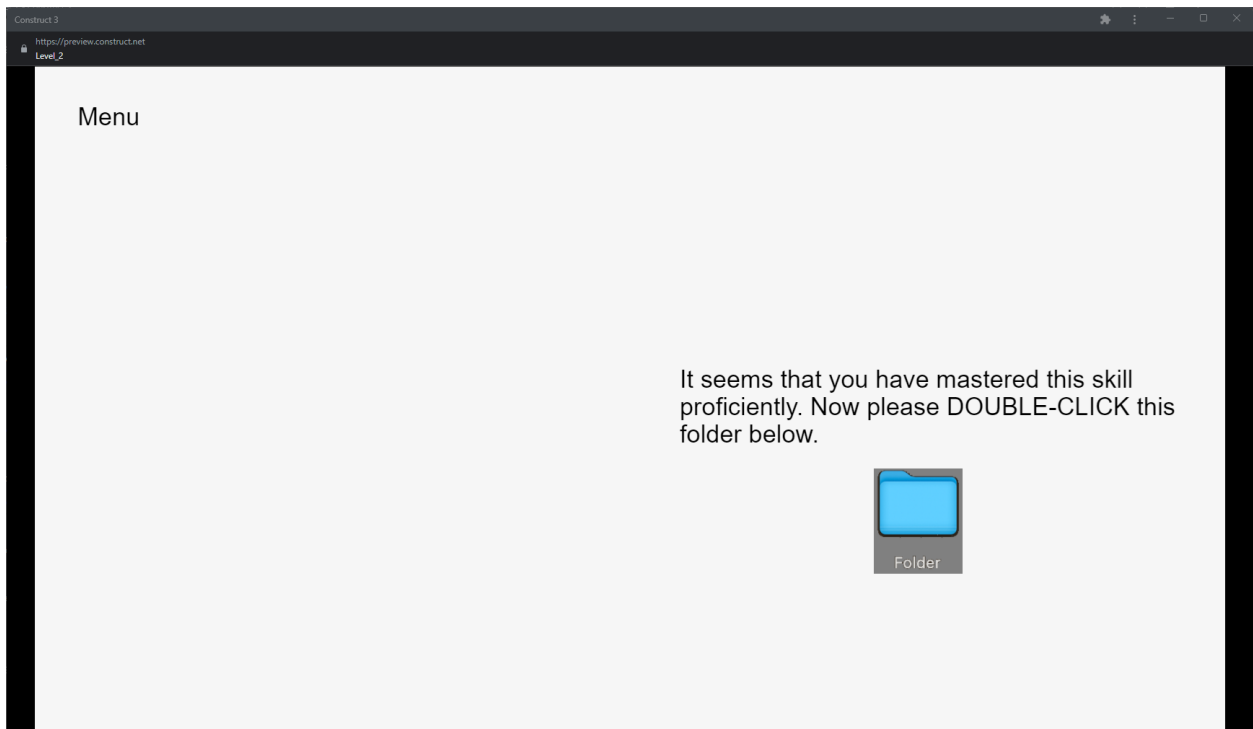 Construct 3
https://preview.construct.net
Level_2
Menu
It seems that you have mastered this skill
proficiently. Now please DOUBLE-CLICK this
folder below.
Folder